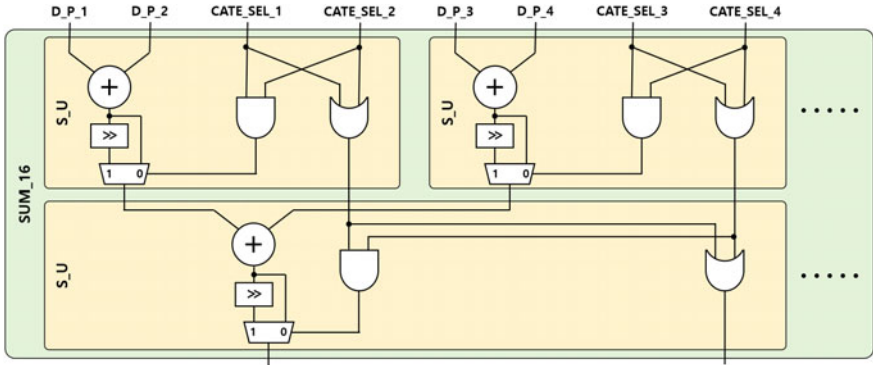 D_P_1 D_P_2 CATE_SEL_1 CATE_SEL_2 D_P_3 D_P_4 CATE_SEL_3 CATE_SEL_4
SUM_16
S_U
+
>>
1 0
S_U
+
>>
1 0
.....
S_U
+
>>
1 0
.....